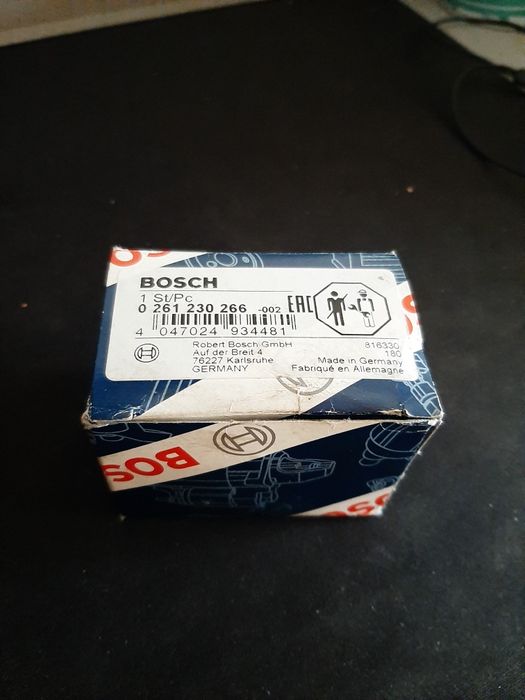 BOSCH
1 St/Pc
0 261 230 266 -002 EAC
4 047024 934481
Robert Bosch GmbH 816330
Auf der Breit 4 180
76227 Karlsruhe Made in Germany
GERMANY Fabriqué en Allemagne
BOS